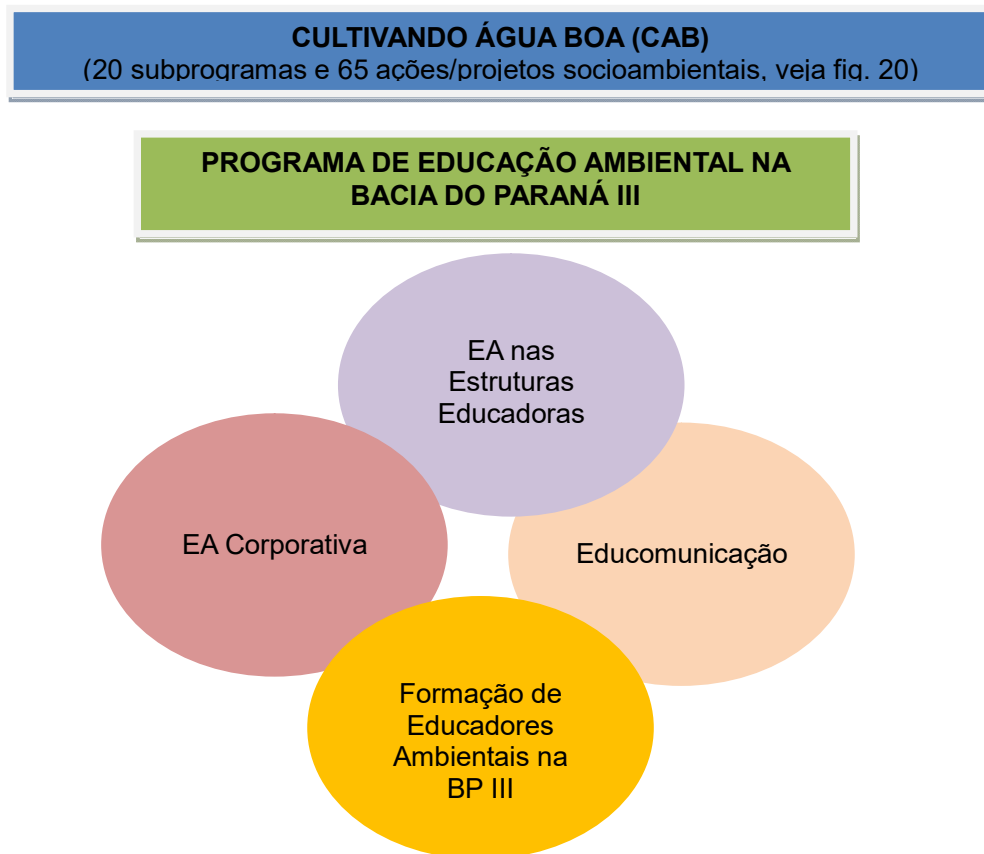 CULTIVANDO ÁGUA BOA (CAB)
(20 subprogramas e 65 ações/projetos socioambientais, veja fig. 20)
PROGRAMA DE EDUCAÇÃO AMBIENTAL NA
BACIA DO PARANÁ III
EA nas
Estruturas
Educadoras
EA Corporativa
Educomunicação
Formação de
Educadores
Ambientais na
BP III